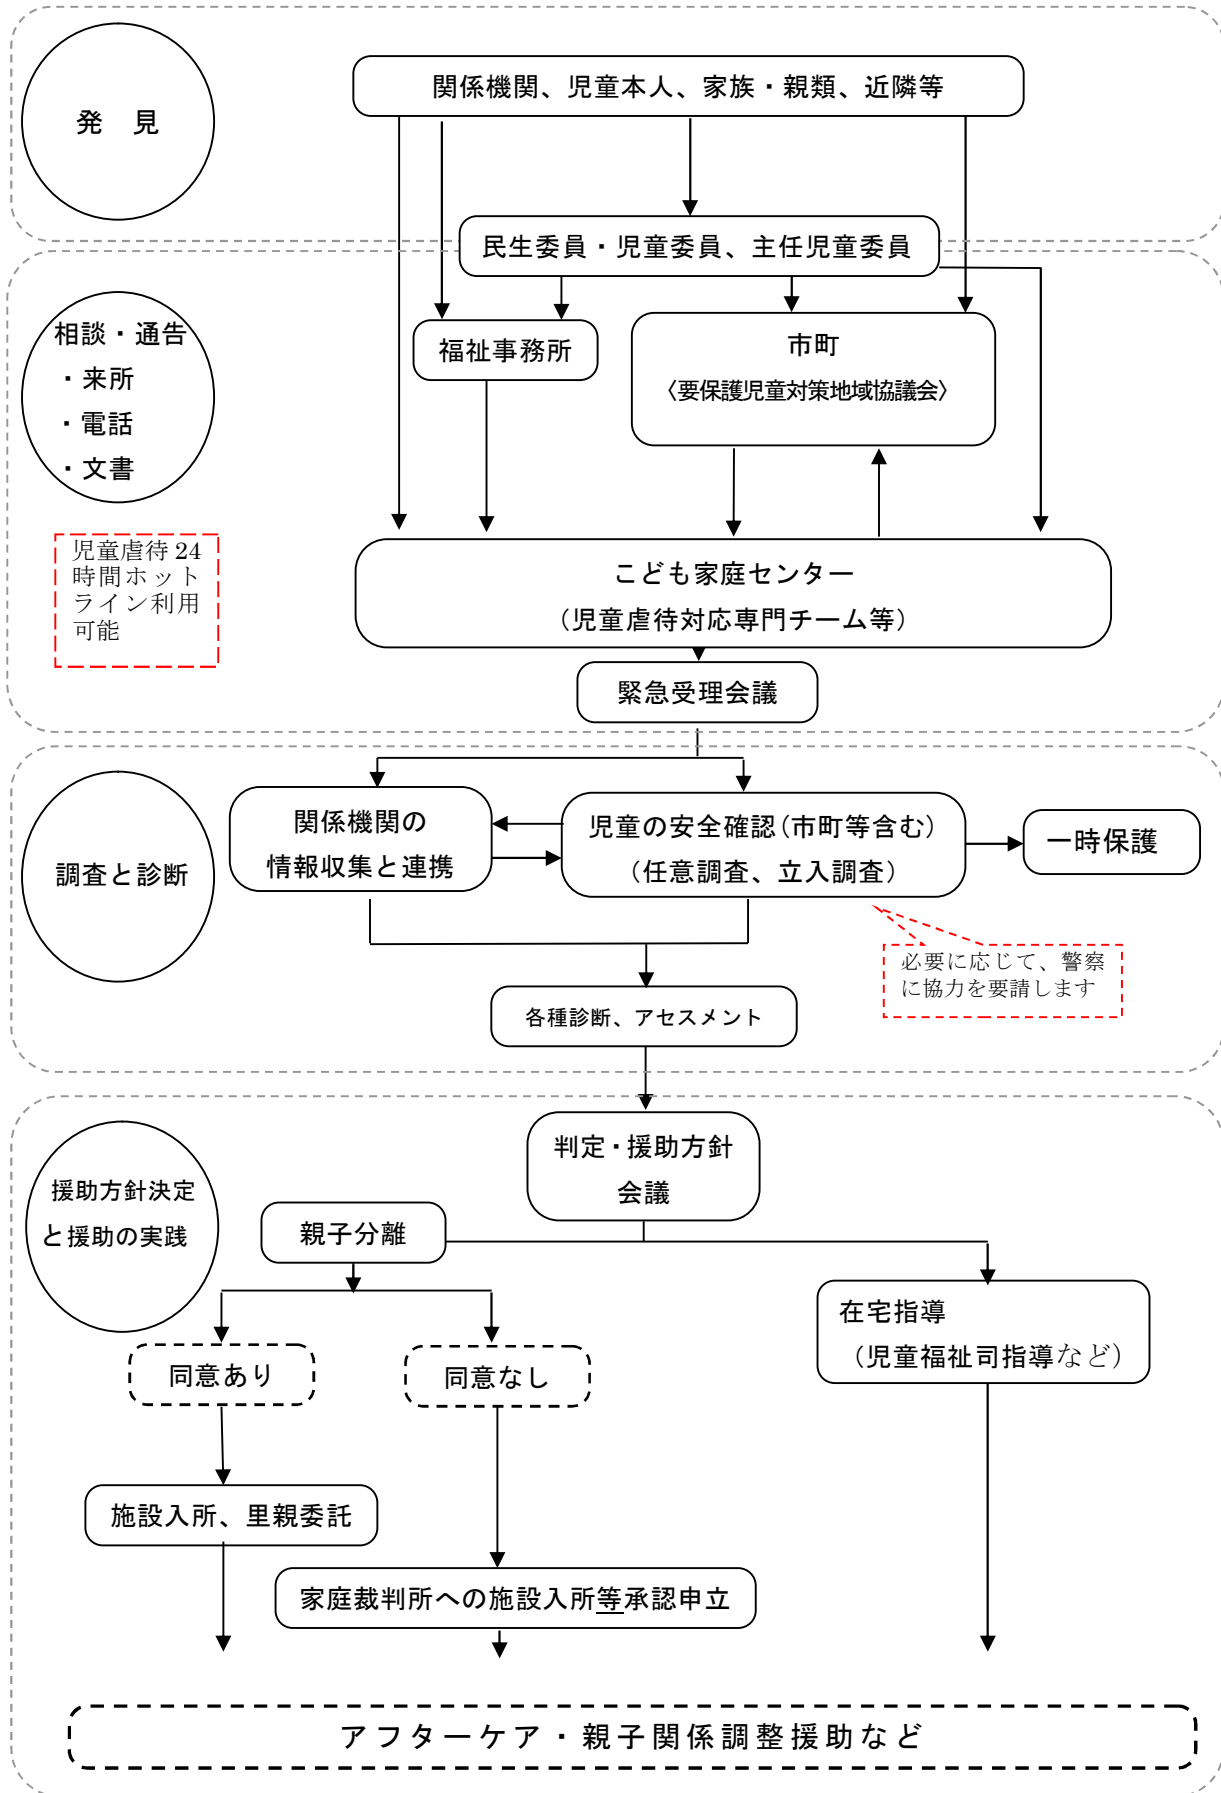 発　見
関係機関、児童本人、家族・親類、近隣等
民生委員・児童委員、主任児童委員
相談・通告
・来所
・電話
・文書
福祉事務所
市町
〈要保護児童対策地域協議会〉
児童虐待 24
時間ホット
ライン利用
可能
こども家庭センター
（児童虐待対応専門チーム等）
緊急受理会議
調査と診断
関係機関の
情報収集と連携
児童の安全確認（市町等含む）
（任意調査、立入調査）
一時保護
必要に応じて、警察
に協力を要請します
各種診断、アセスメント
援助方針決定
と援助の実践
判定・援助方針
会議
親子分離
在宅指導
（児童福祉司指導など）
同意あり
同意なし
施設入所、里親委託
家庭裁判所への施設入所等承認申立
アフターケア・親子関係調整援助など